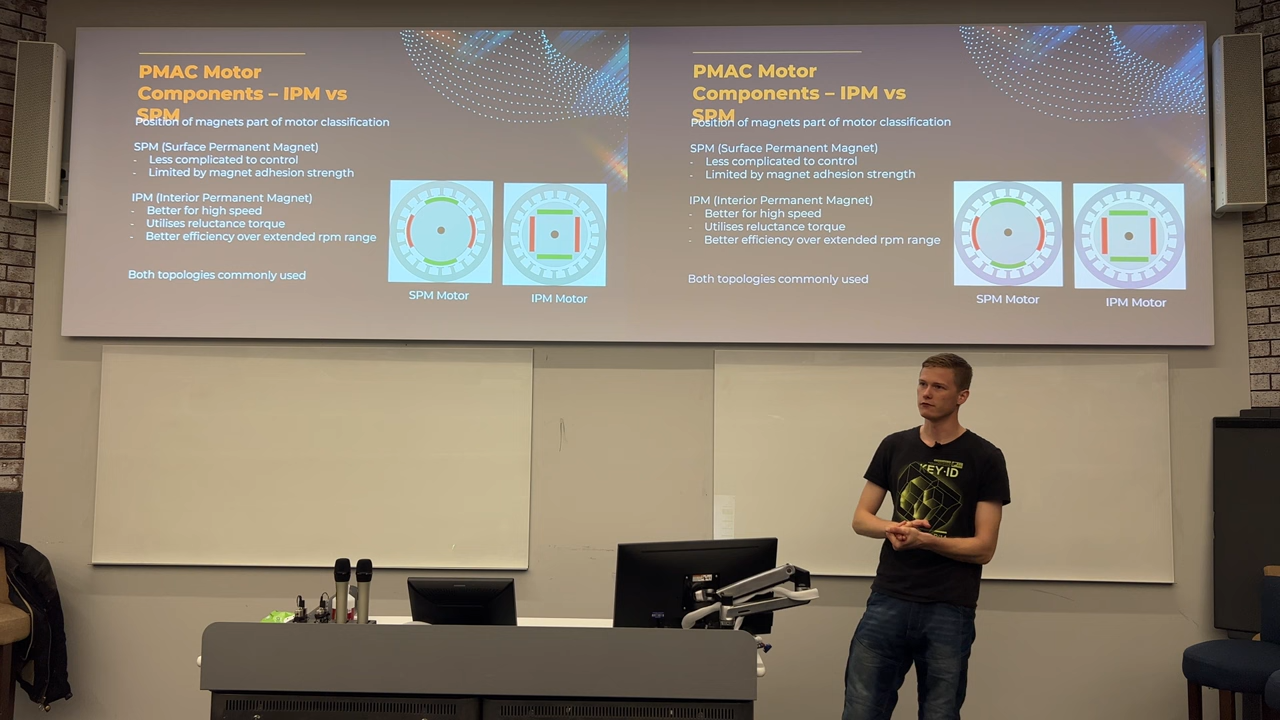 PMAC Motor
Components – IPM vs
SPM
Position of magnets part of motor classification
SPM (Surface Permanent Magnet)
- Less complicated to control
- Limited by magnet adhesion strength
IPM (Interior Permanent Magnet)
- Better for high speed
- Utilises reluctance torque
- Better efficiency over extended rpm range
Both topologies commonly used
SPM Motor
IPM Motor
PMAC Motor
Components – IPM vs
SPM
Position of magnets part of motor classification
SPM (Surface Permanent Magnet)
- Less complicated to control
- Limited by magnet adhesion strength
IPM (Interior Permanent Magnet)
- Better for high speed
- Utilises reluctance torque
- Better efficiency over extended rpm range
Both topologies commonly used
SPM Motor
IPM Motor
KEY·ID